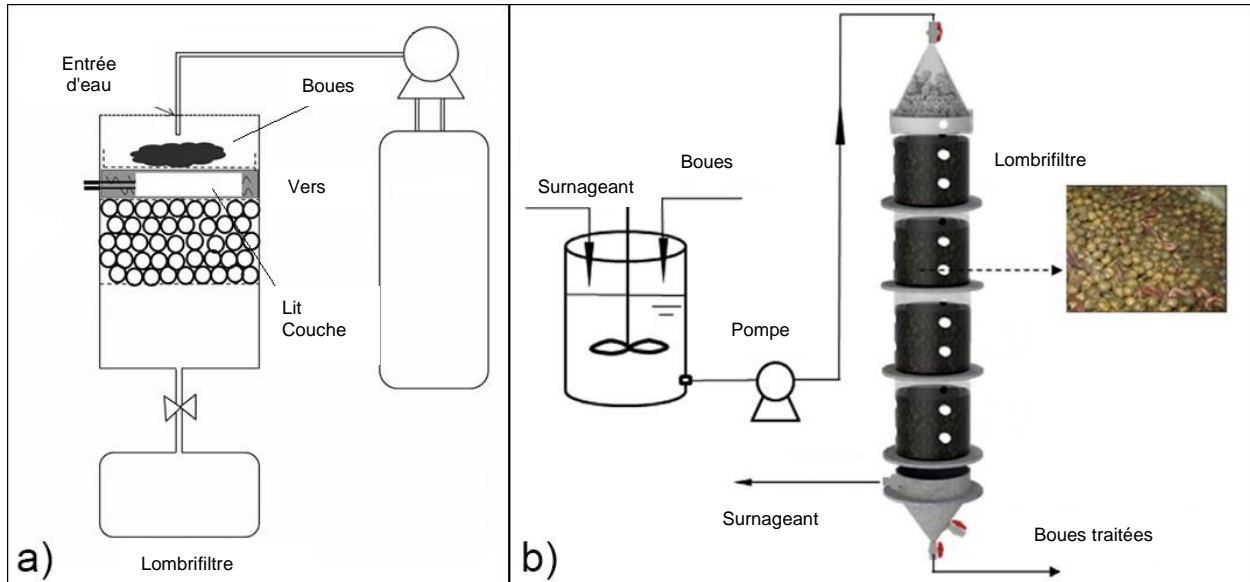 Entrée
d'eau
Boues
Vers
Lit
Couche
Lombrifiltre
a)
Surnageant
Boues
Pompe
Lombrifiltre
Surnageant
Boues traitées
b)